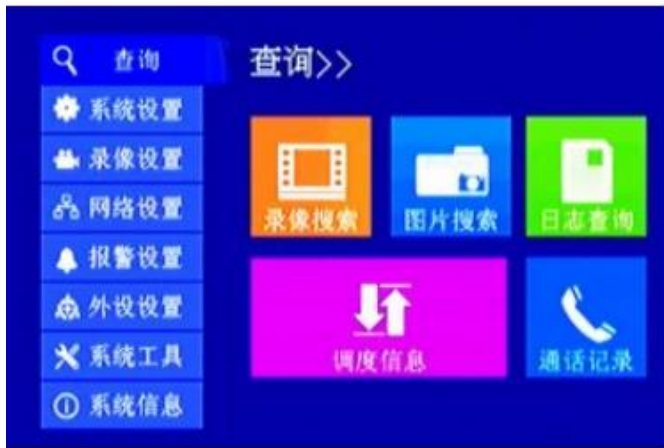 查询
系统设置
录像设置
网络设置
报警设置
外设设置
系统工具
系统信息
查询>>
录像搜索
图片搜索
日志查询
调度信息
通话记录